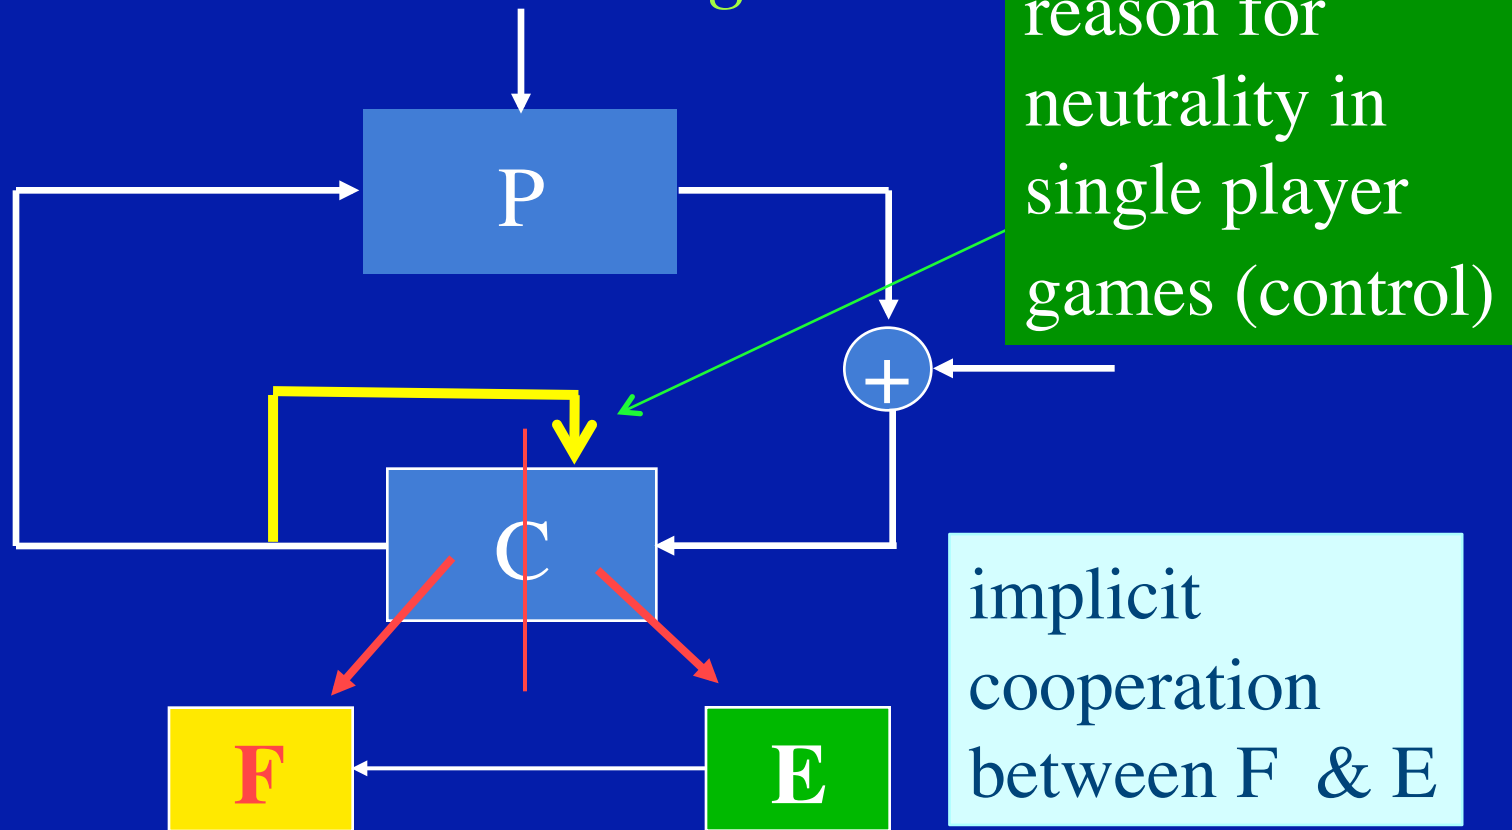 g
reason for
neutrality in
single player
games (control)
P
+
C
implicit
cooperation
between F & E
F
E